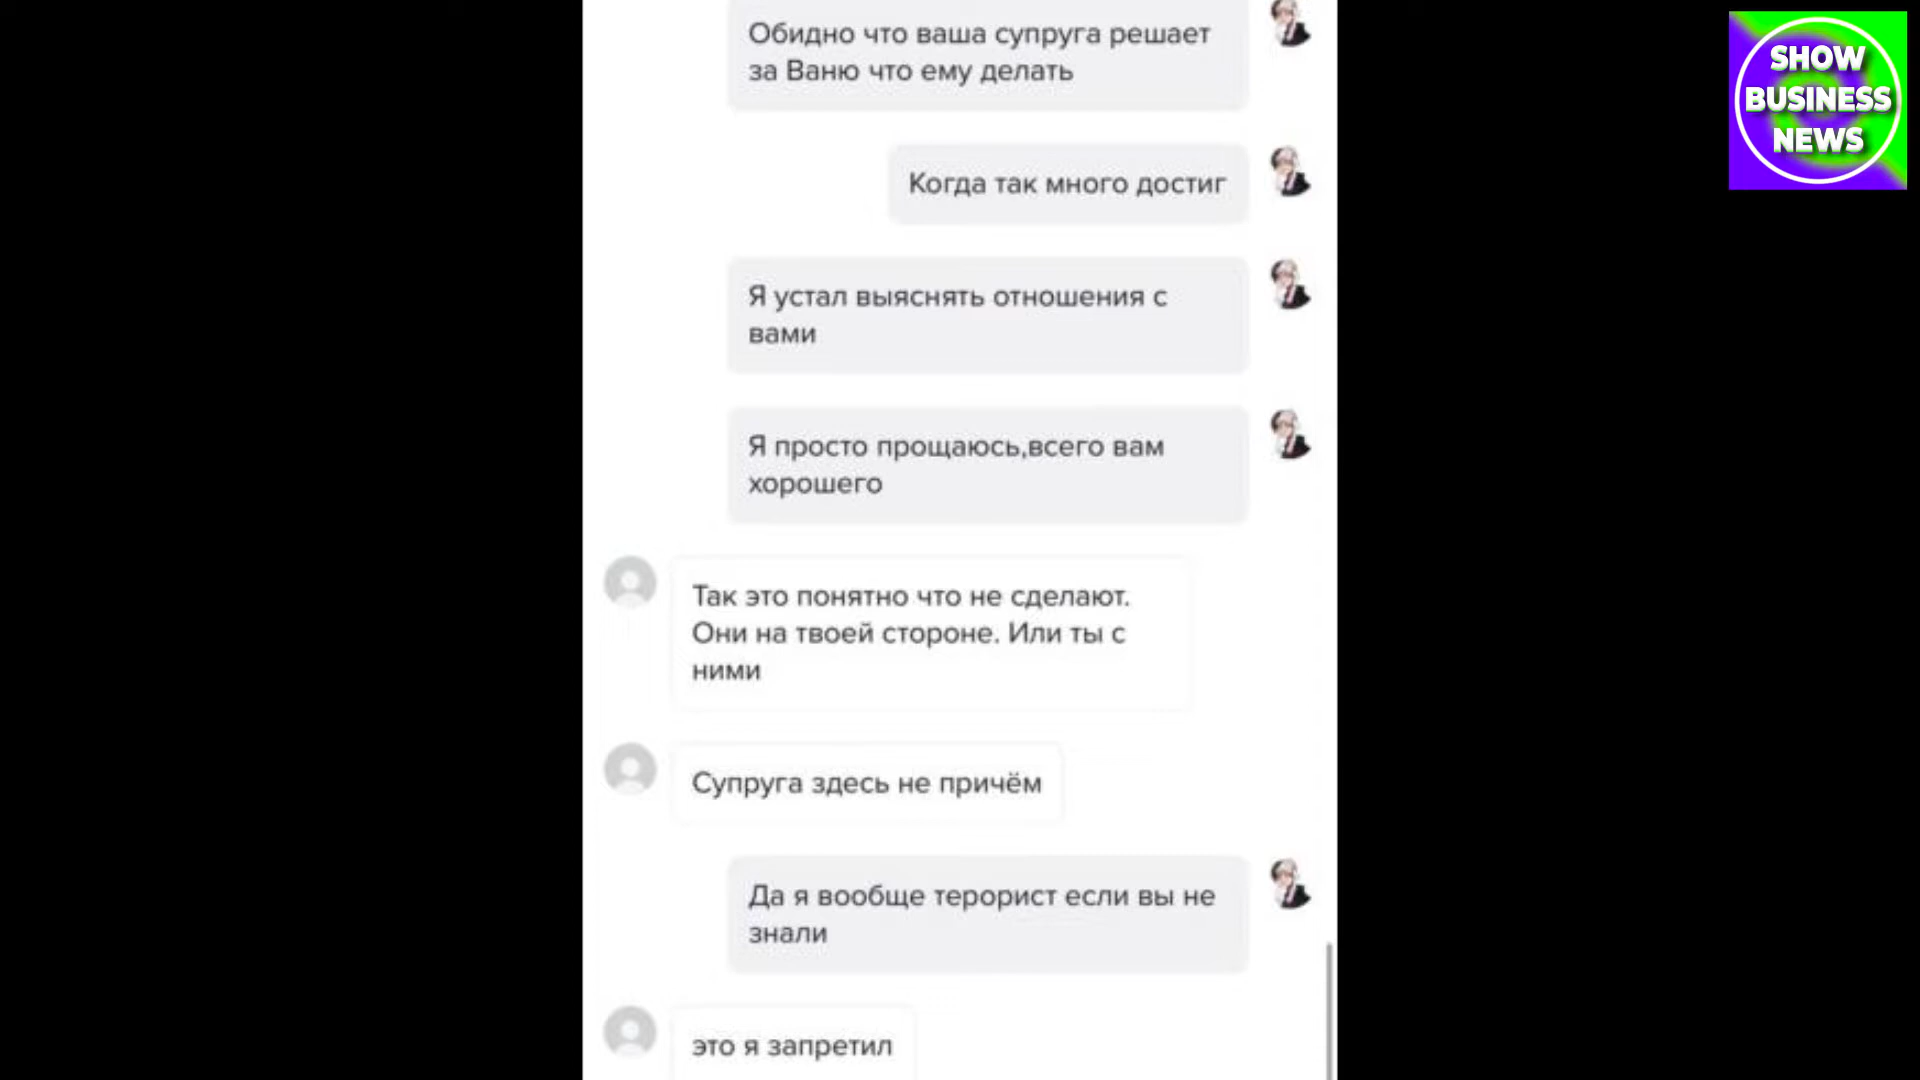 Обидно что ваша супруга решает
за Ваню что ему делать
SHOW
BUSINESS
NEWS
Когда так много достиг
Я устал выяснять отношения с
вами
Я просто прощаюсь,всего вам
хорошего
Так это понятно что не сделают.
Они на твоей стороне. Или ты с
ними
Супруга здесь не причём
Да я вообще терорист если вы не
знали
это я запретил